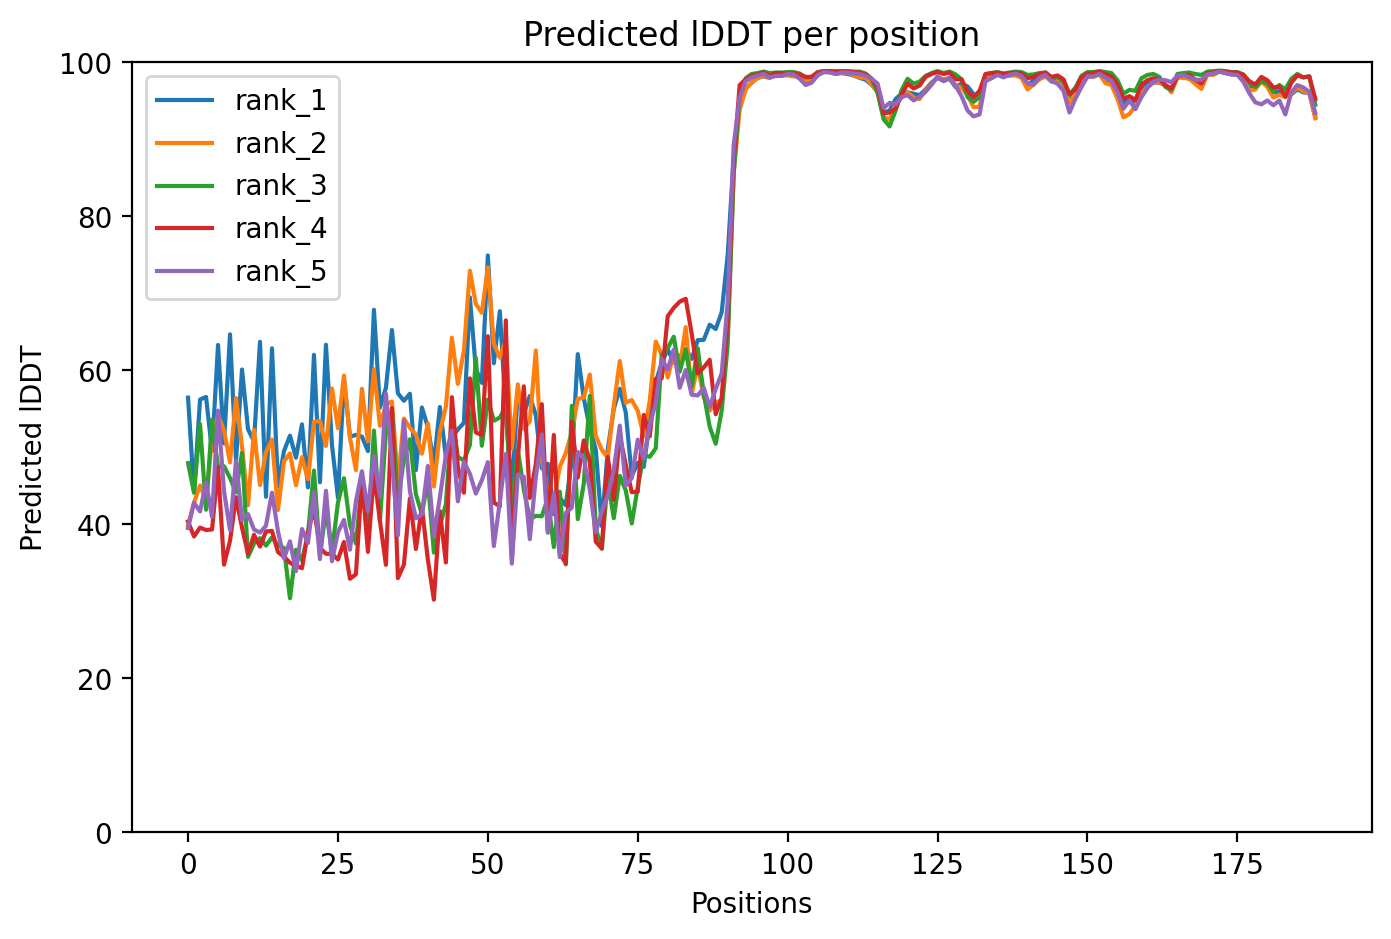 Predicted lDDT per position
100
80
60
40
20
0
Predicted lDDT
rank_1
rank_2
rank_3
rank_4
rank_5
0 25 50 75 100 125 150 175
Positions